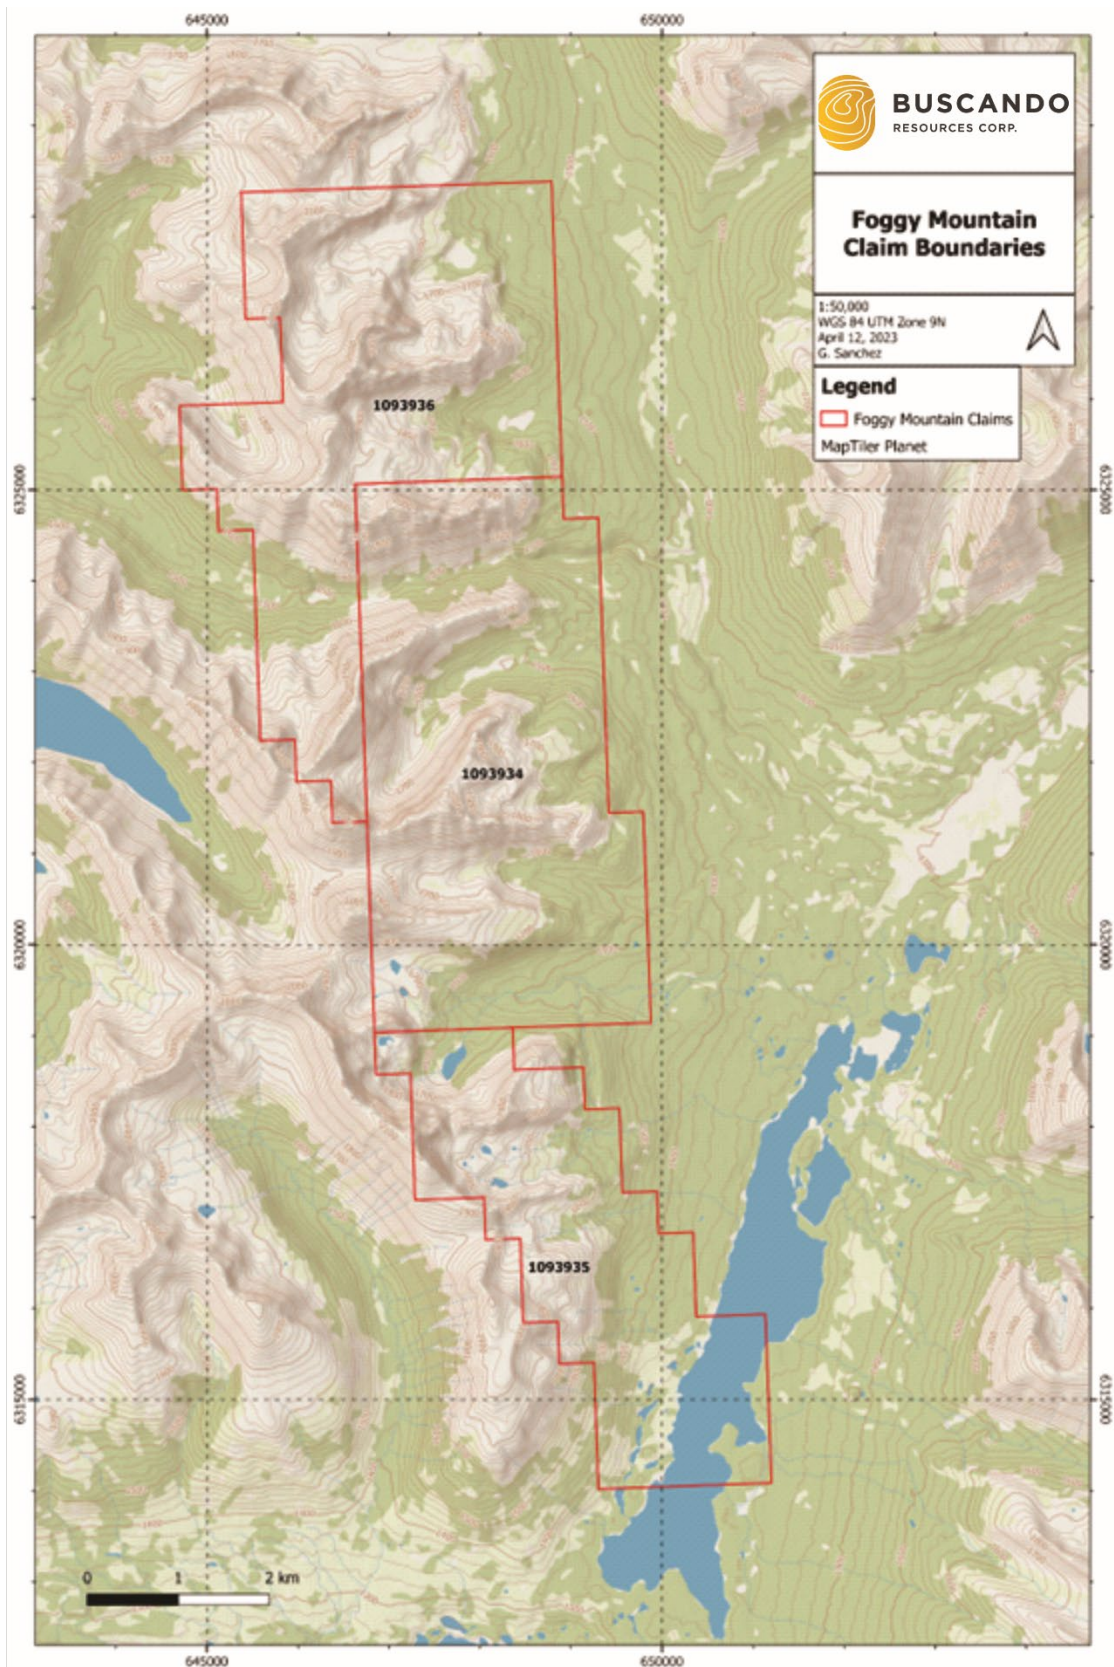 645000
650000
BUSCANDO
RESOURCES CORP.
Foggy Mountain
Claim Boundaries
1:50,000
WGS 84 UTM Zone 9N
April 12, 2023
G. Sanchez
Legend
Foggy Mountain Claims
MapTiler Planet
1093936
6325000
6325000
1093934
6320000
6320000
1093935
6315000
6315000
0 1 2 km
645000
650000